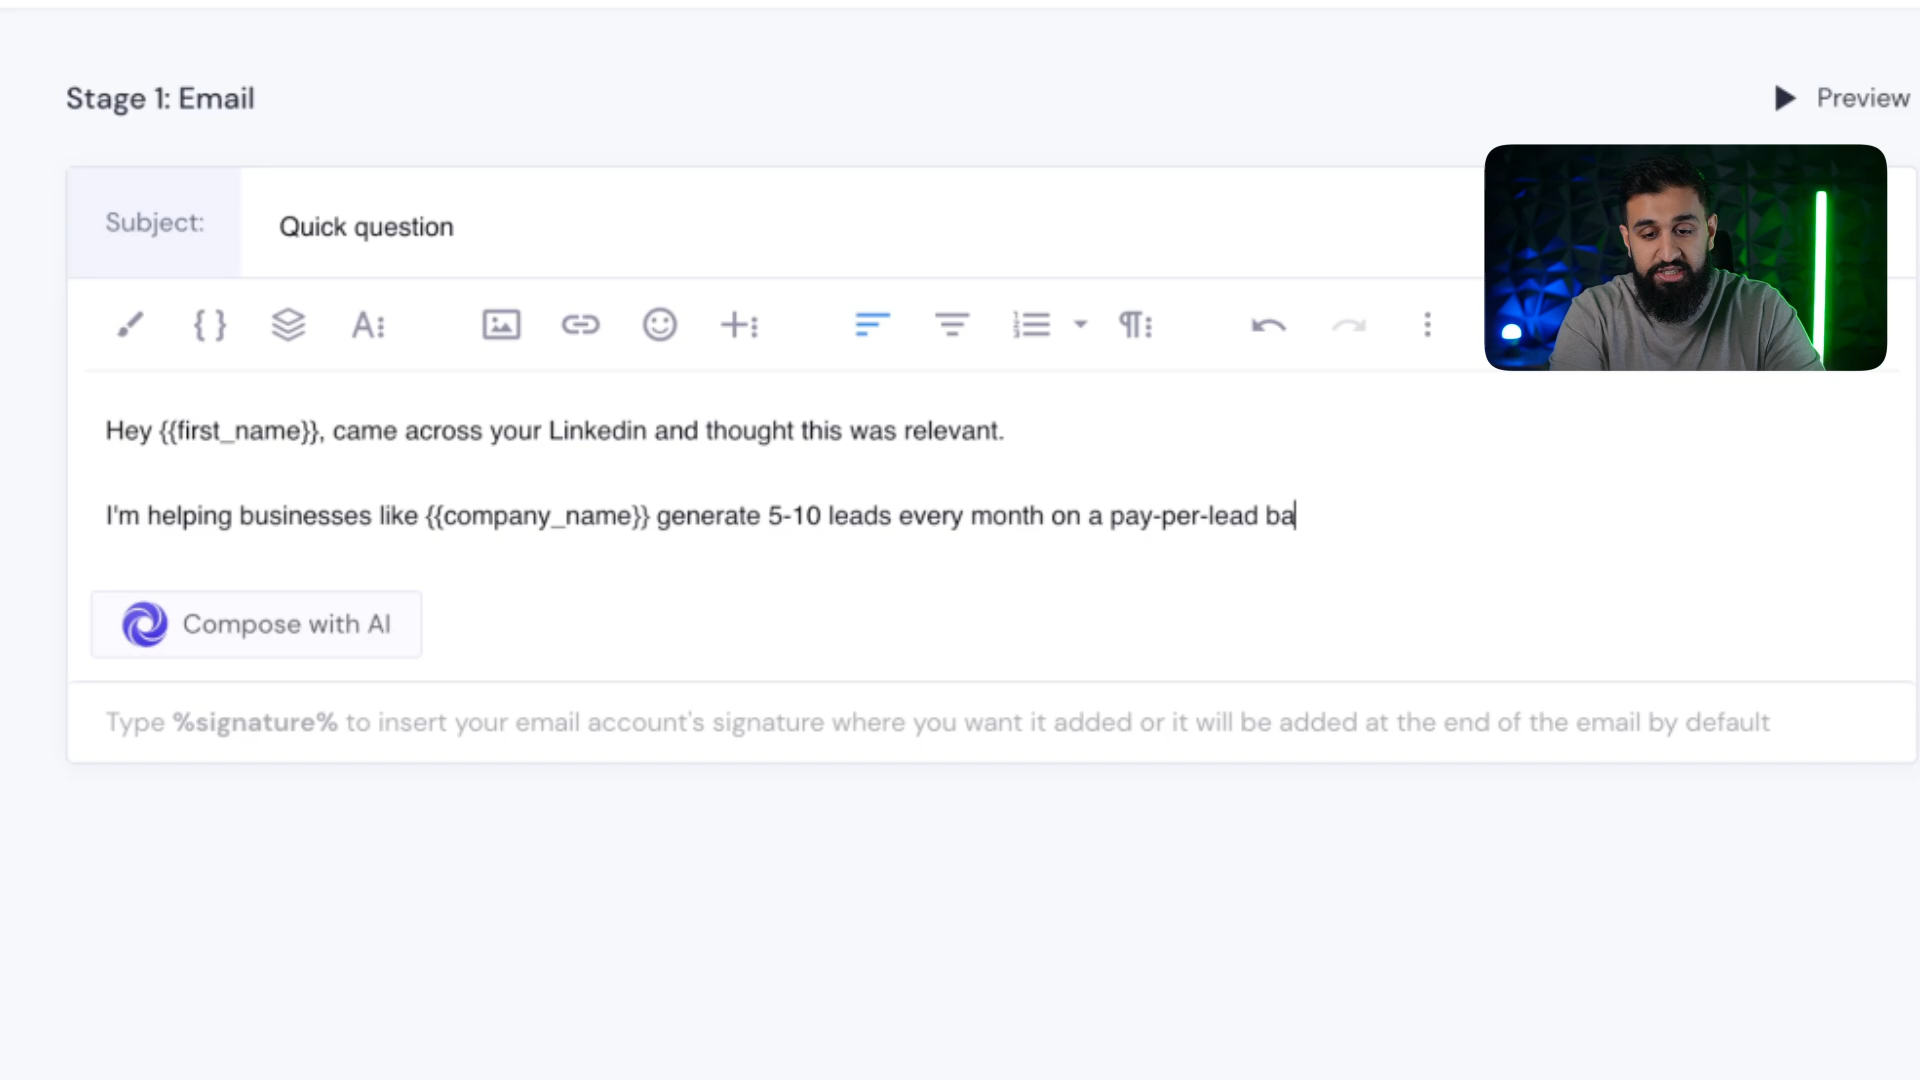 Stage 1: Email
Preview
Subject:
Quick question
Hey {{first_name}}, came across your Linkedin and thought this was relevant.
I'm helping businesses like {{company_name}} generate 5-10 leads every month on a pay-per-lead ba
Compose with AI
Type %signature% to insert your email account's signature where you want it added or it will be added at the end of the email by default